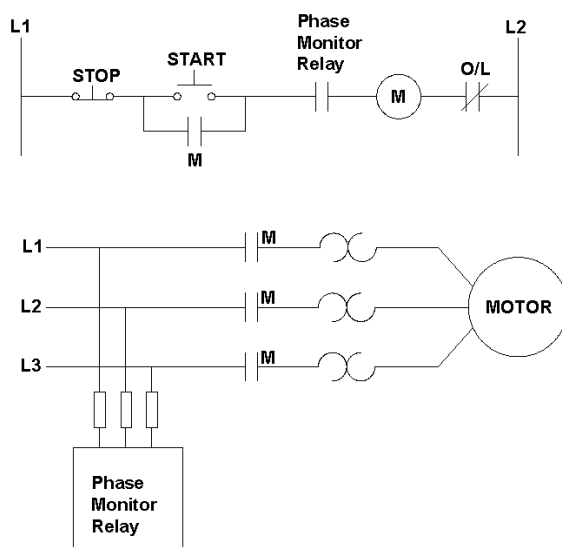 L1
L2
Phase
Monitor
Relay
START
STOP
O/L
M
M
L1
M
L2
M
MOTOR
L3
M
Phase
Monitor
Relay